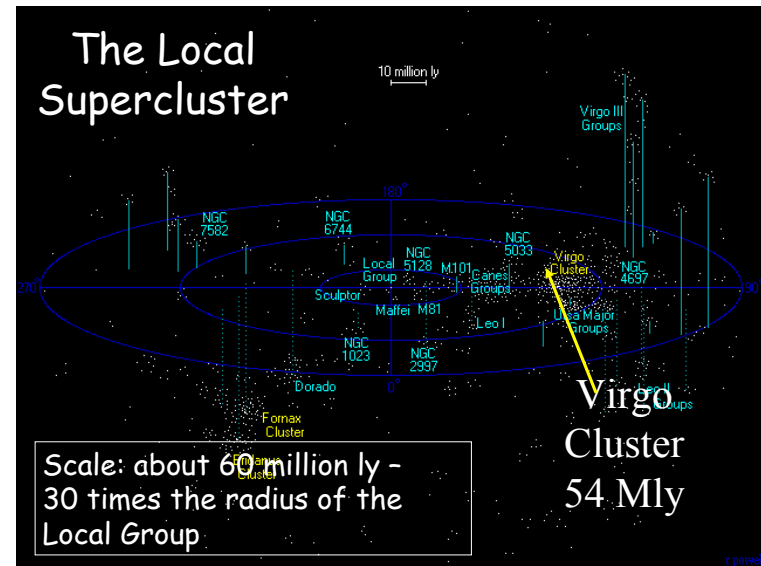 The Local
Supercluster
10 million ly
Virgo III
Groups
180°
NGC
7582
NGC
6744
NGC
5033
Virgo
Cluster
NGC
5128
Local
Group
M101
Canes
Groups
NGC
4697
270°
90
Sculptor
Maffei
M81
Leo I
Ursa Major
Groups
NGC
1023
NGC
2997
0°
Dorado
Leo II
Groups
Fornax
Cluster
Eridanus
Cluster
Virgo
Cluster
54 Mly
Scale: about 60 million ly –
30 times the radius of the
Local Group